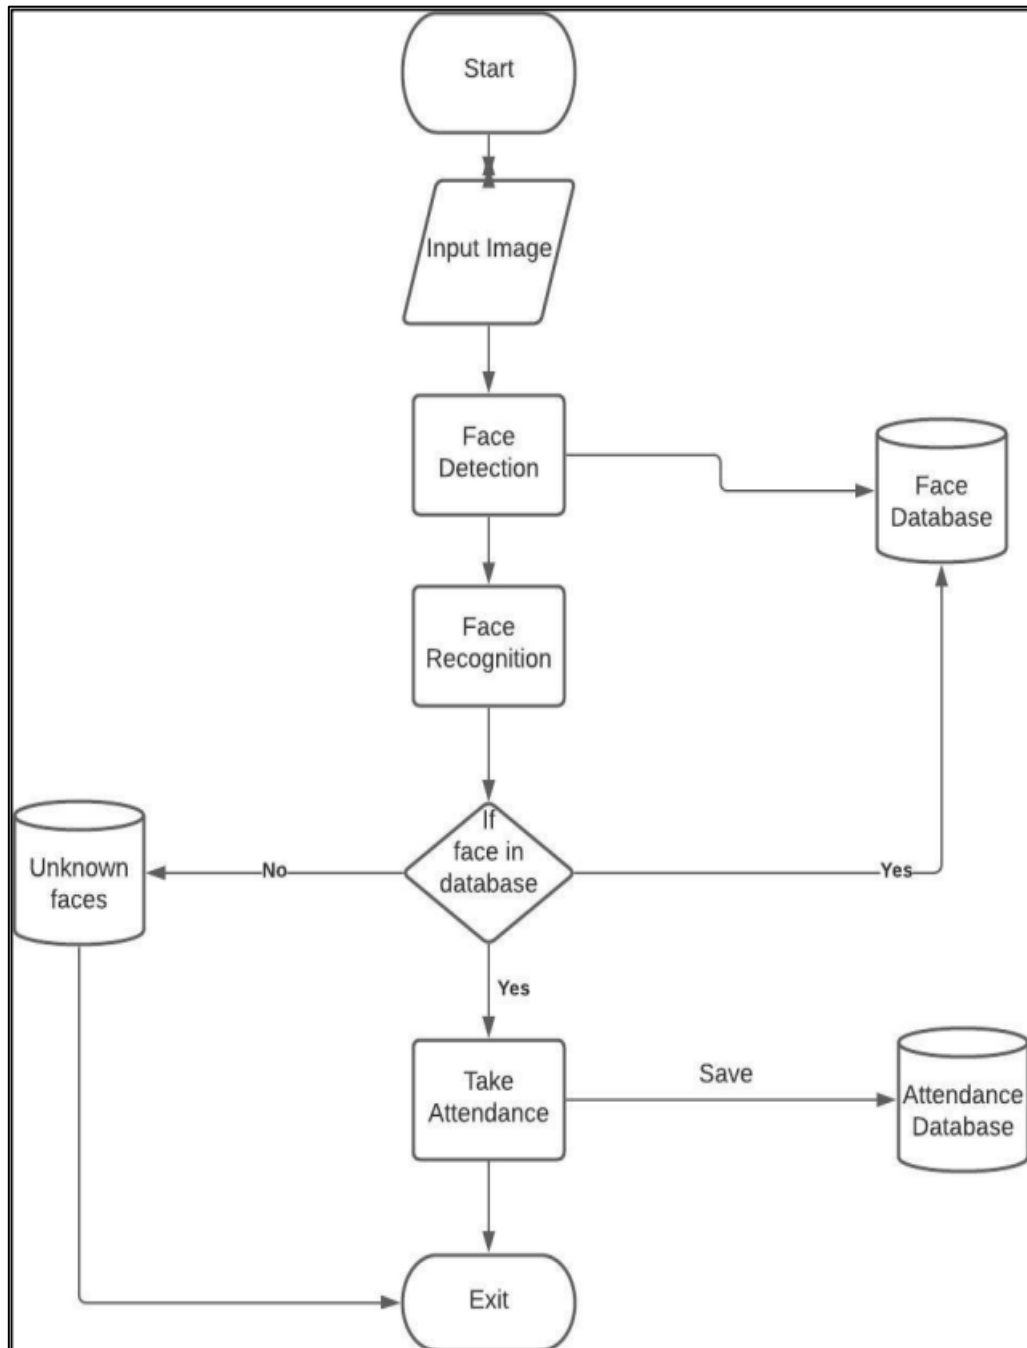 Start
Input Image
Face
Detection
Face
Database
Face
Recognition
If
face in
database
No
Yes
Unknown
faces
Yes
Take
Attendance
Save
Attendance
Database
Exit